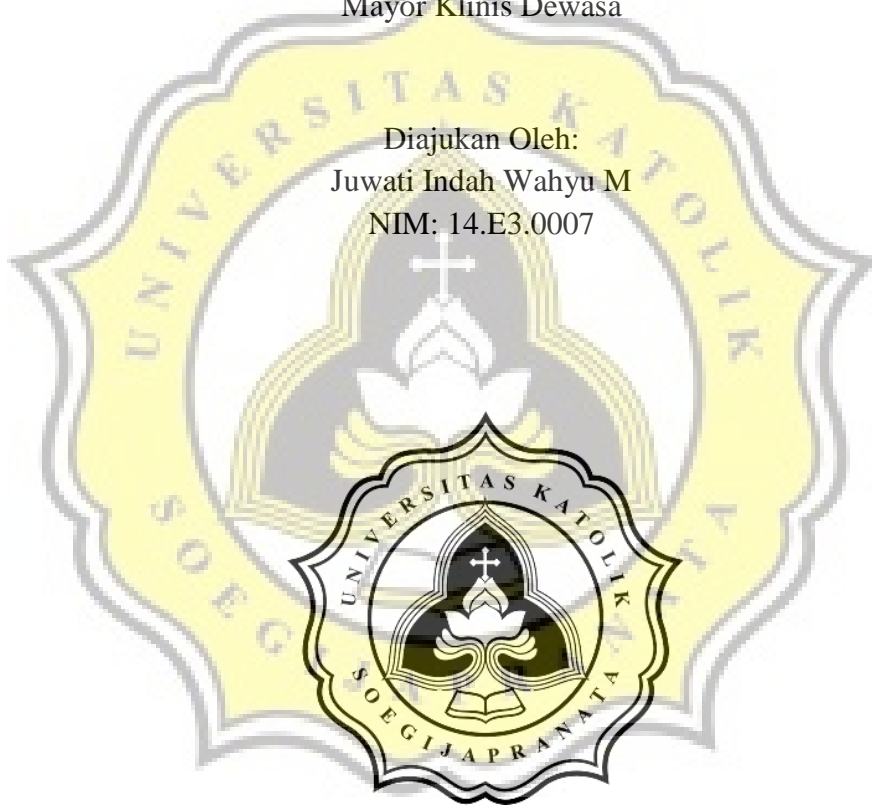 Mayor Klinis Dewasa
Diajukan Oleh:
Juwati Indah Wahyu M
NIM: 14.E3.0007
UNIVERSITAS KATOLIK
SOEGIJAPRANATA
UNIVERSITAS KATOLIK
SOEGIJAPRANATA